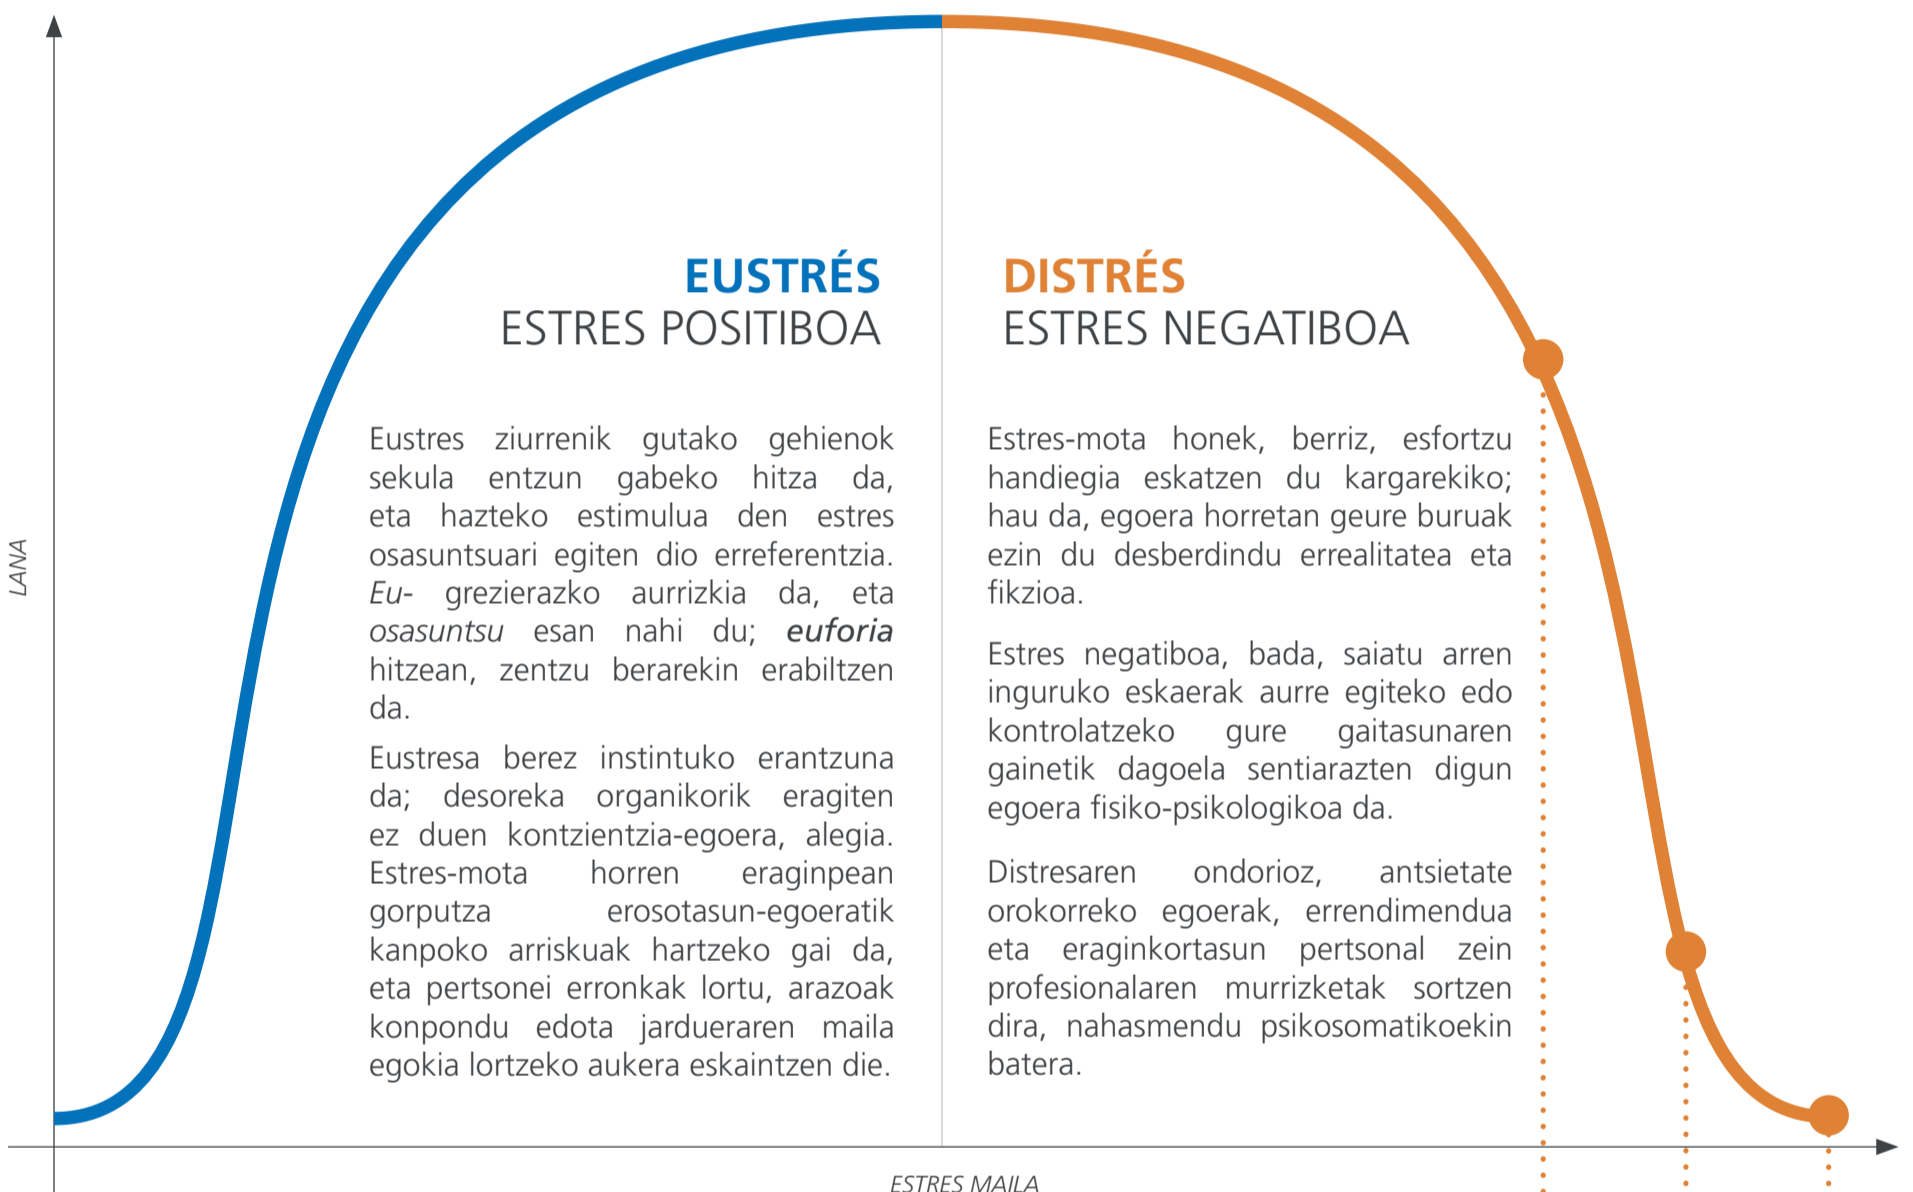 EUSTRÉS
ESTRES POSITIBOA
Eustres ziurrenik gutako gehienok
sekula entzun gabeko hitza da,
eta hazteko estimulua den estres
osasuntsuari egiten dio erreferentzia.
Eu- grezierazko aurrizkia da, eta
osasuntsu esan nahi du; euforia
hitzean, zentzu berarekin erabiltzen
da.
Eustresa berez instintuko erantzuna
da; desoreka organikorik eragiten
ez duen kontzientzia-egoera, alegia.
Estres-mota horren eraginpean
gorputza erosotasun-egoeratik
kanpoko arriskuak hartzeko gai da,
eta pertsonei erronkak lortu, arazoak
konpondu edota jardueraren maila
egokia lortzeko aukera eskaintzen die.
DISTRÉS
ESTRES NEGATIBOA
Estres-mota honek, berriz, esfortzu
handiegia eskatzen du kargarekiko;
hau da, egoera horretan geure buruak
ezin du desberdindu errealitatea eta
fikzioa.
Estres negatiboa, bada, saiatu arren
inguruko eskaerak aurre egiteko edo
kontrolatzeko gure gaitasunaren
gainetik dagoela sentiarazten digun
egoera fisiko-psikologikoa da.
Distresaren ondorioz, antsietate
orokorreko egoerak, errendimendua
eta eraginkortasun pertsonal zein
profesionalaren murrizketak sortzen
dira, nahasmendu psikosomatikoekin
batera.
LANA
ESTRES MAILA